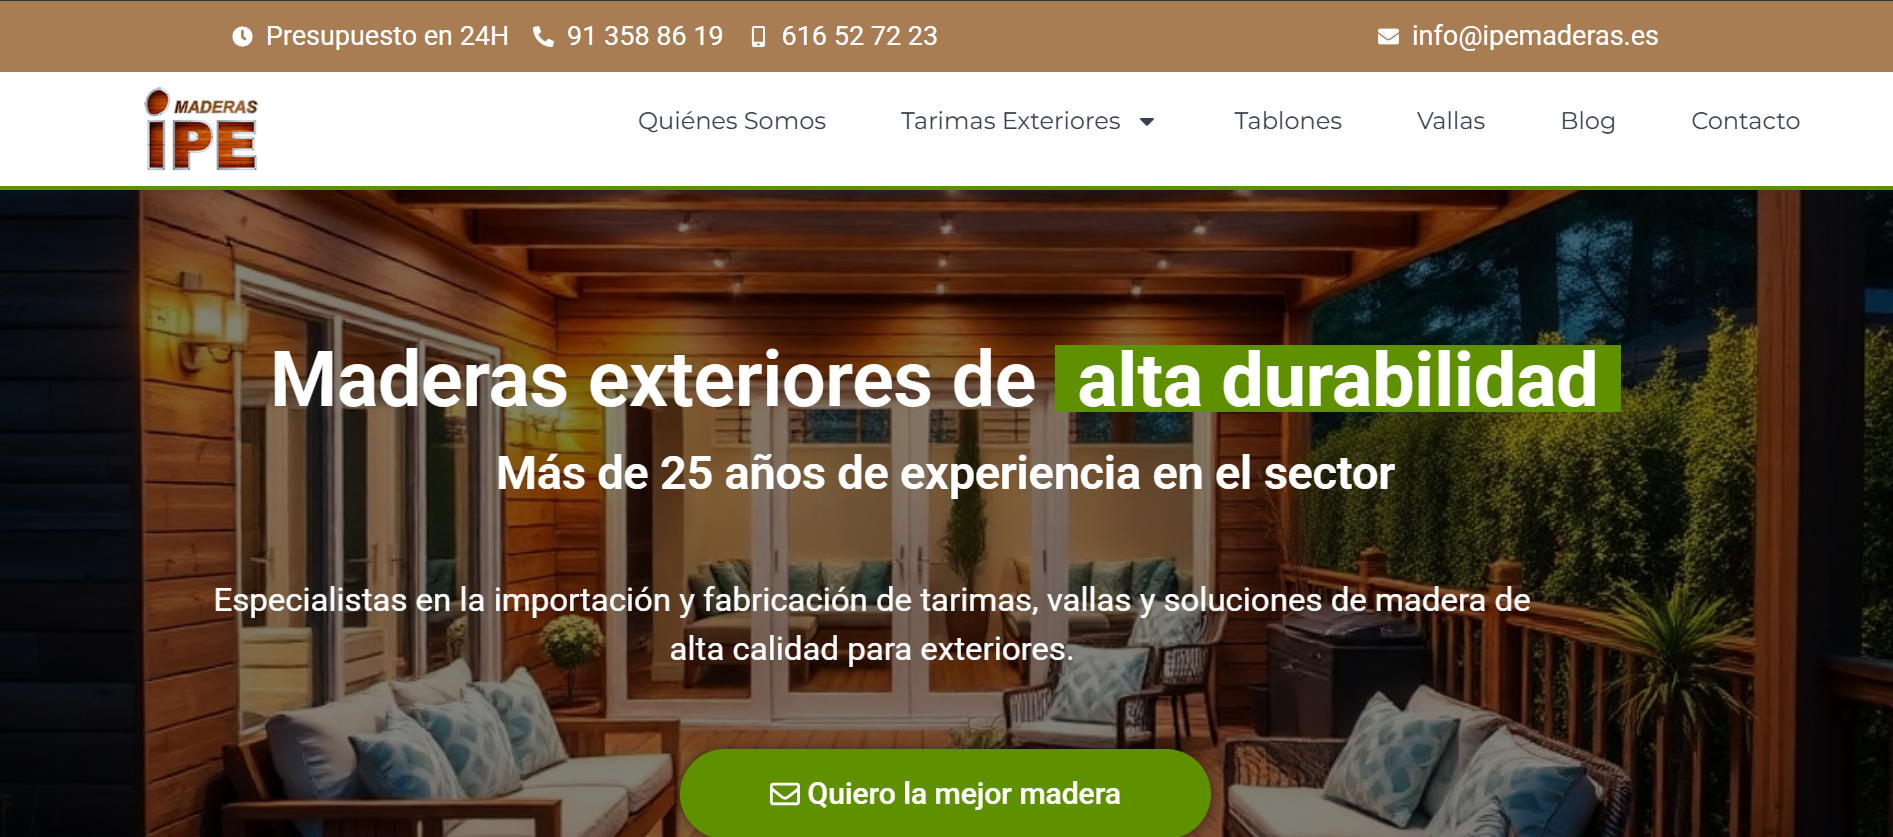 Presupuesto en 24H 91 358 86 19 616 52 72 23 info@ipemaderas.es
MADERAS
IPE
Quiénes Somos Tarimas Exteriores Tablones Vallas Blog Contacto
Maderas exteriores de alta durabilidad
Más de 25 años de experiencia en el sector
Especialistas en la importación y fabricación de tarimas, vallas y soluciones de madera de
alta calidad para exteriores.
Quiero la mejor madera